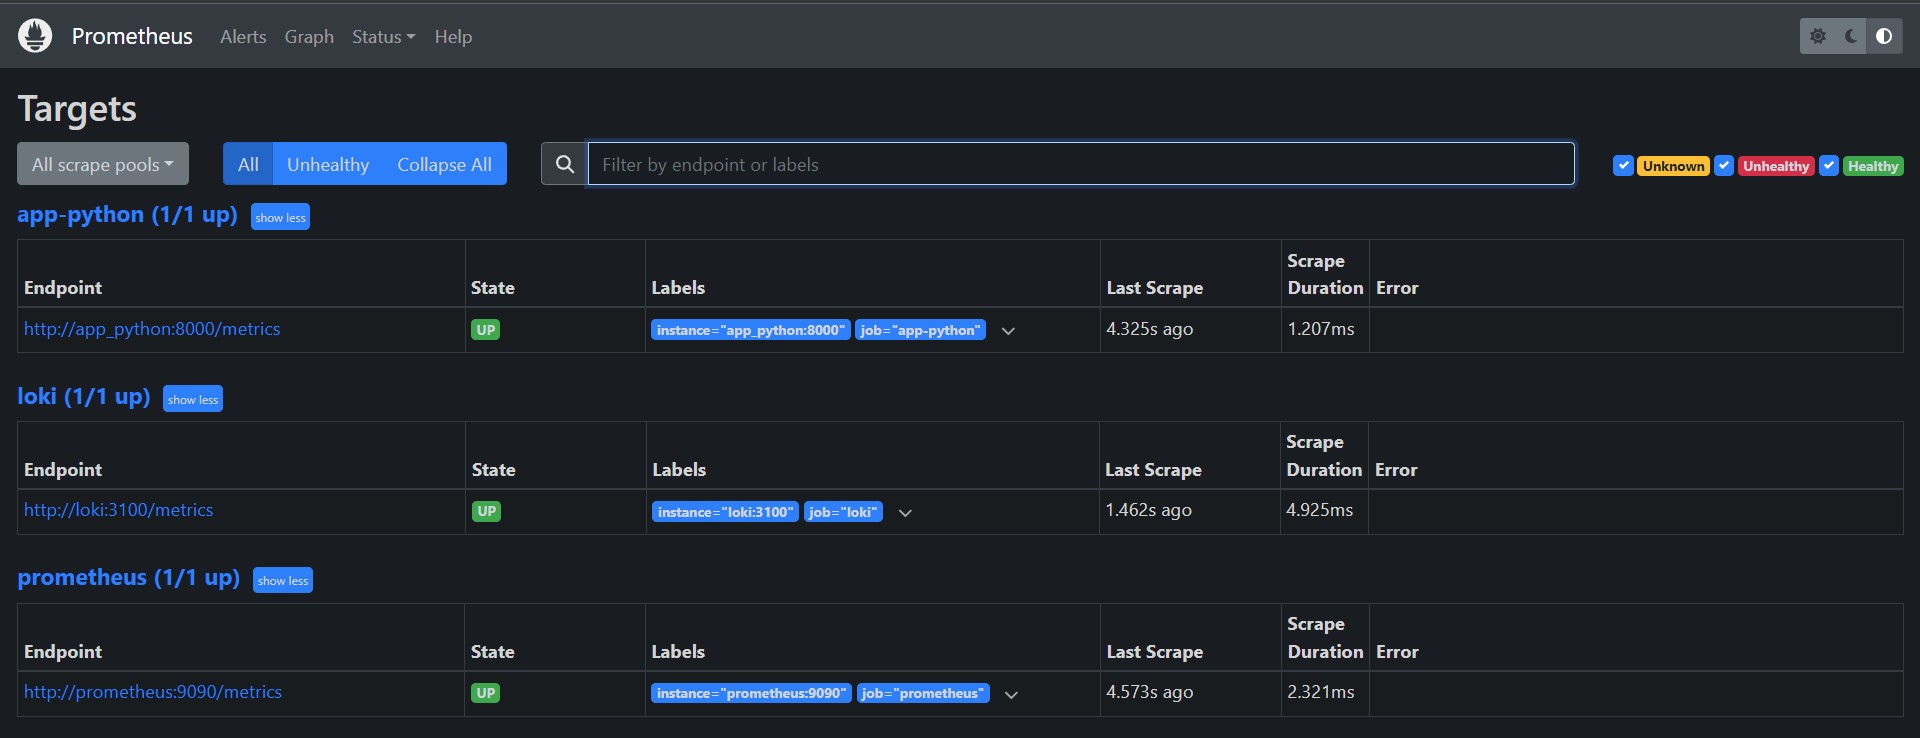 Prometheus Alerts Graph Status Help
Targets
All scrape pools All Unhealthy Collapse All Filter by endpoint or labels Unknown Unhealthy Healthy
app-python (1/1 up) show less
Endpoint State Labels Last Scrape Scrape Duration Error
http://app_python:8000/metrics UP instance="app_python:8000" job="app-python" 4.325s ago 1.207ms
loki (1/1 up) show less
Endpoint State Labels Last Scrape Scrape Duration Error
http://loki:3100/metrics UP instance="loki:3100" job="loki" 1.462s ago 4.925ms
prometheus (1/1 up) show less
Endpoint State Labels Last Scrape Scrape Duration Error
http://prometheus:9090/metrics UP instance="prometheus:9090" job="prometheus" 4.573s ago 2.321ms